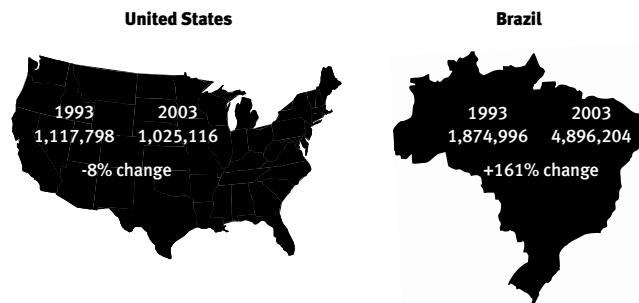 United States
1993 2003
1,117,798 1,025,116
-8% change
Brazil
1993 2003
1,874,996 4,896,204
+161% change